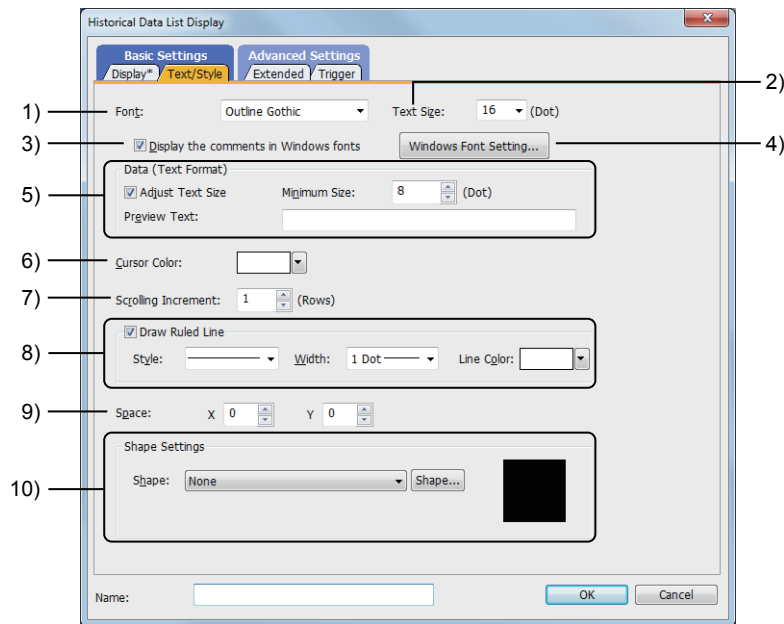 Historical Data List Display
x
Basic Settings Advanced Settings
Display* Text/Style Extended Trigger
2)
1) Font: Outline Gothic Text Size: 16 (Dot)
3) Display the comments in Windows fonts Windows Font Setting... 4)
Data (Text Format)
5) Adjust Text Size Minimum Size: 8 (Dot)
Preview Text:
6) Cursor Color:
7) Scrolling Increment: 1 (Rows)
Draw Ruled Line
8) Style: Width: 1 Dot Line Color:
9) Space: X 0 Y 0
Shape Settings
10) Shape: None Shape...
Name: OK Cancel